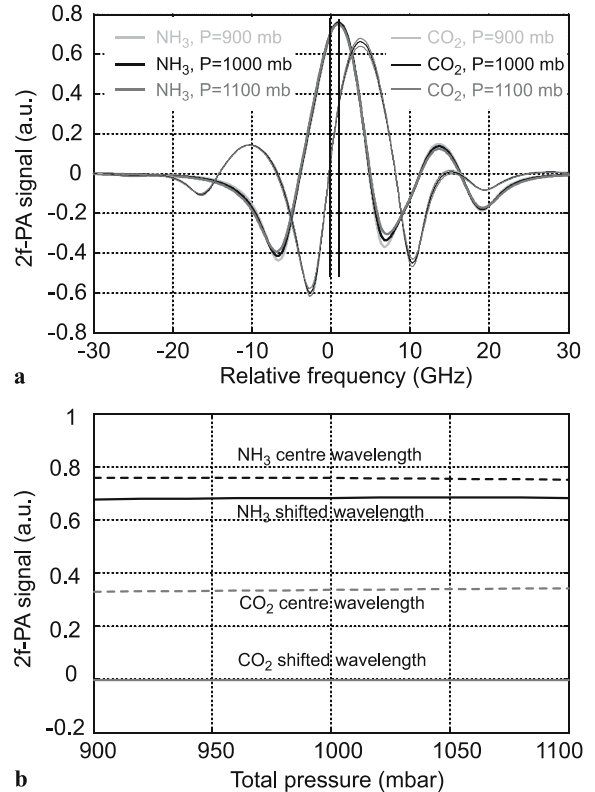 0.8
0.6
0.4
0.2
0
-0.2
-0.4
-0.6
-0.8
2f-PA signal (a.u.)
NH3, P=900 mb
NH3, P=1000 mb
NH3, P=1100 mb
CO2, P=900 mb
CO2, P=1000 mb
CO2, P=1100 mb
-30 -20 -10 0 10 20 30
a Relative frequency (GHz)
1
0.8
0.6
0.4
0.2
0
-0.2
2f-PA signal (a.u.)
NH3 centre wavelength
NH3 shifted wavelength
CO2 centre wavelength
CO2 shifted wavelength
900 950 1000 1050 1100
b Total pressure (mbar)